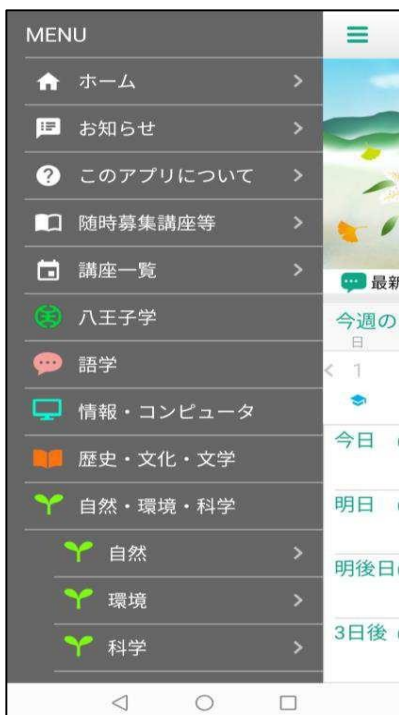 MENU
ホーム
お知らせ
このアプリについて
随時募集講座等
講座一覧
八王子学
語学
情報・コンピュータ
歴史・文化・文学
自然・環境・科学
自然
環境
科学
最新
今週の
日
1
今日
明日
明後日
3日後